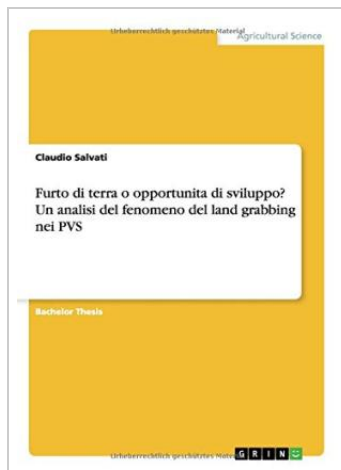 Urheberrechtlich geschütztes Material
Agricultural Science
Claudio Salvati
Furto di terra o opportunita di sviluppo?
Un analisi del fenomeno del land grabbing
nei PVS
Bachelor Thesis
Urheberrechtlich geschütztes Mater
GRIN